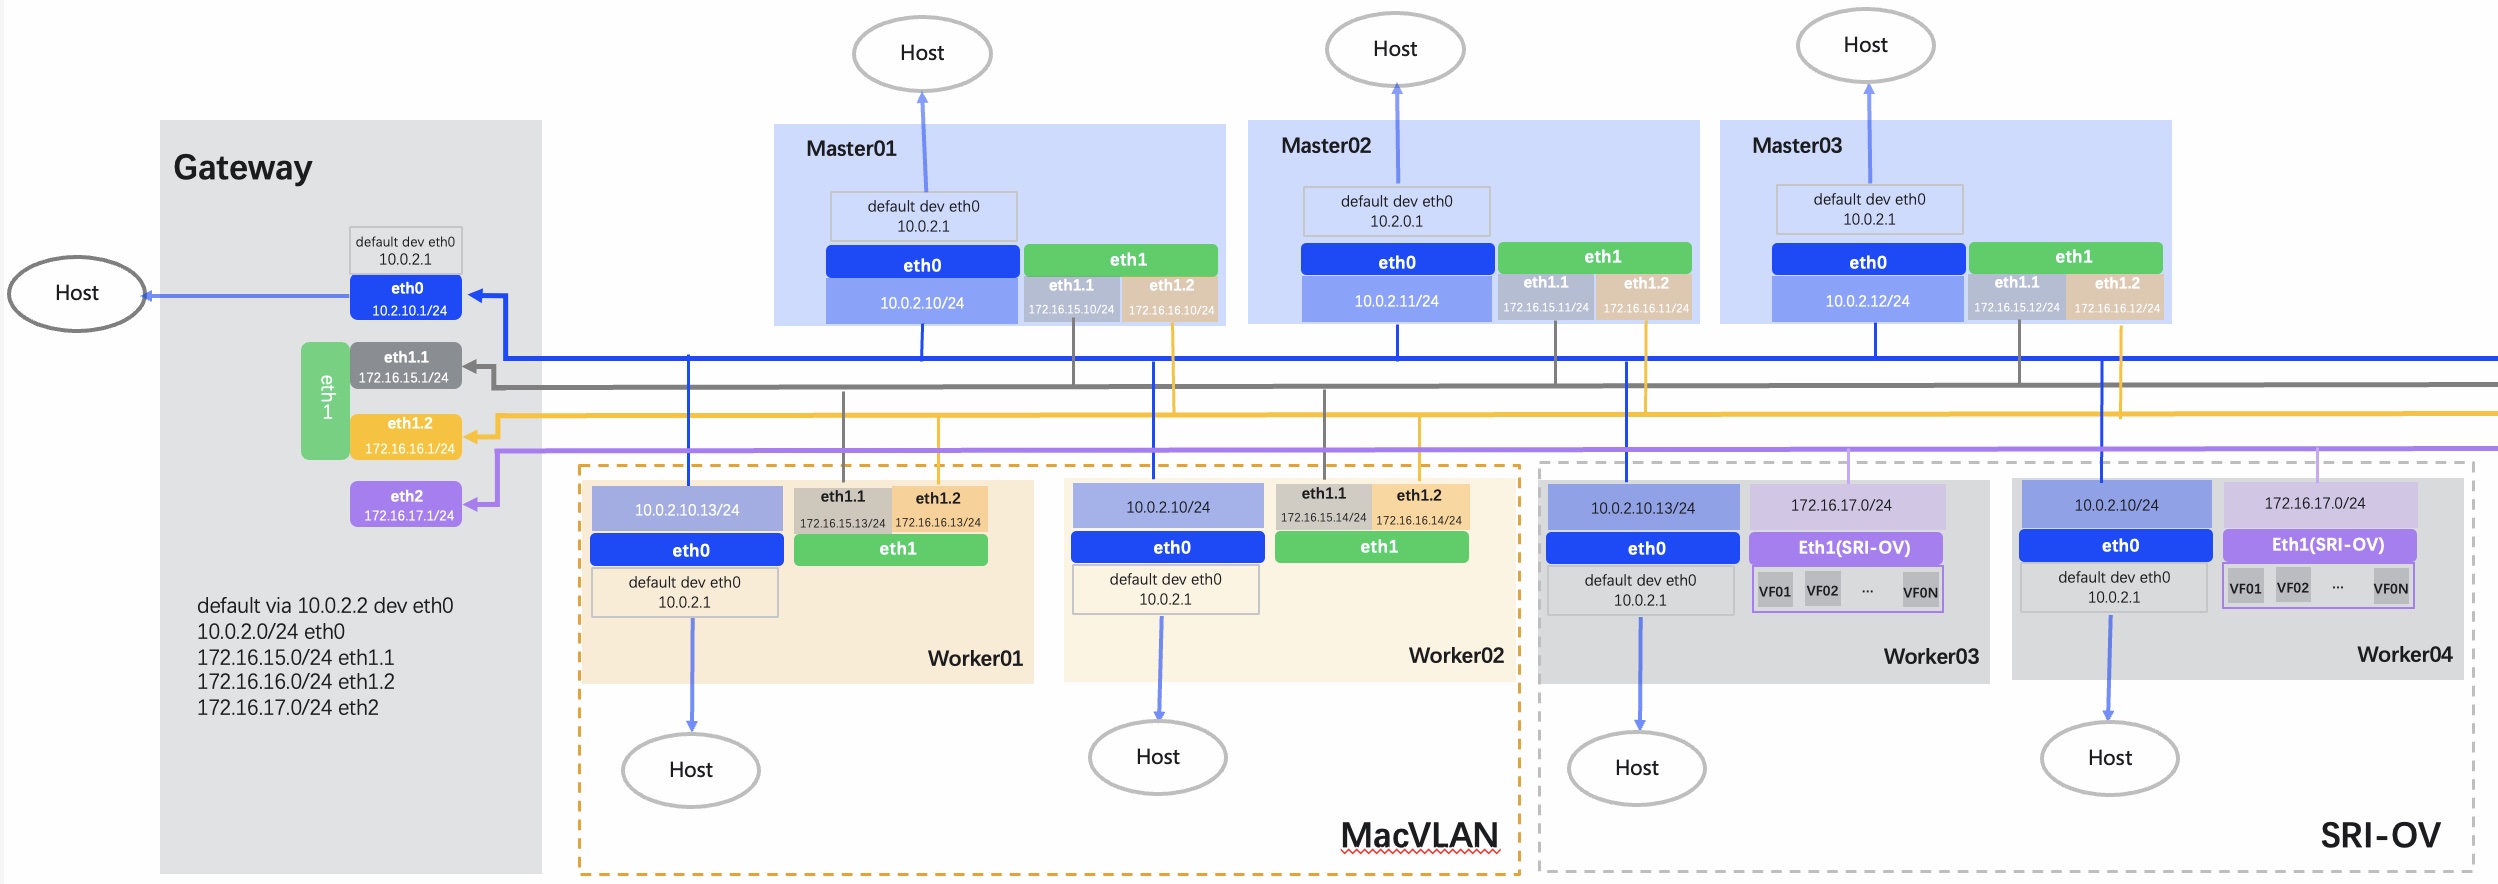 Host
Host
Host
Gateway
default dev eth0
10.0.2.1
eth0
10.2.10.1/24
Host
eth1
eth1.1
172.16.15.1/24
eth1.2
172.16.16.1/24
eth2
172.16.17.1/24
default via 10.0.2.2 dev eth0
10.0.2.0/24 eth0
172.16.15.0/24 eth1.1
172.16.16.0/24 eth1.2
172.16.17.0/24 eth2
Master01
default dev eth0
10.0.2.1
eth0
10.0.2.10/24
eth1
eth1.1
172.16.15.10/24
eth1.2
172.16.16.10/24
Master02
default dev eth0
10.2.0.1
eth0
10.0.2.11/24
eth1
eth1.1
172.16.15.11/24
eth1.2
172.16.16.11/24
Master03
default dev eth0
10.0.2.1
eth0
10.0.2.12/24
eth1
eth1.1
172.16.15.12/24
eth1.2
172.16.16.12/24
10.0.2.10.13/24
eth0
default dev eth0
10.0.2.1
eth1.1
172.16.15.13/24
eth1.2
172.16.16.13/24
eth1
Worker01
Host
10.0.2.10/24
eth0
default dev eth0
10.0.2.1
eth1.1
172.16.15.14/24
eth1.2
172.16.16.14/24
eth1
Worker02
Host
MacVLAN
10.0.2.10.13/24
eth0
default dev eth0
10.0.2.1
172.16.17.0/24
Eth1(SRI-OV)
VF01 VF02 ... VF0N
Worker03
Host
10.0.2.10/24
eth0
default dev eth0
10.0.2.1
172.16.17.0/24
Eth1(SRI-OV)
VF01 VF02 ... VF0N
Worker04
Host
SRI-OV